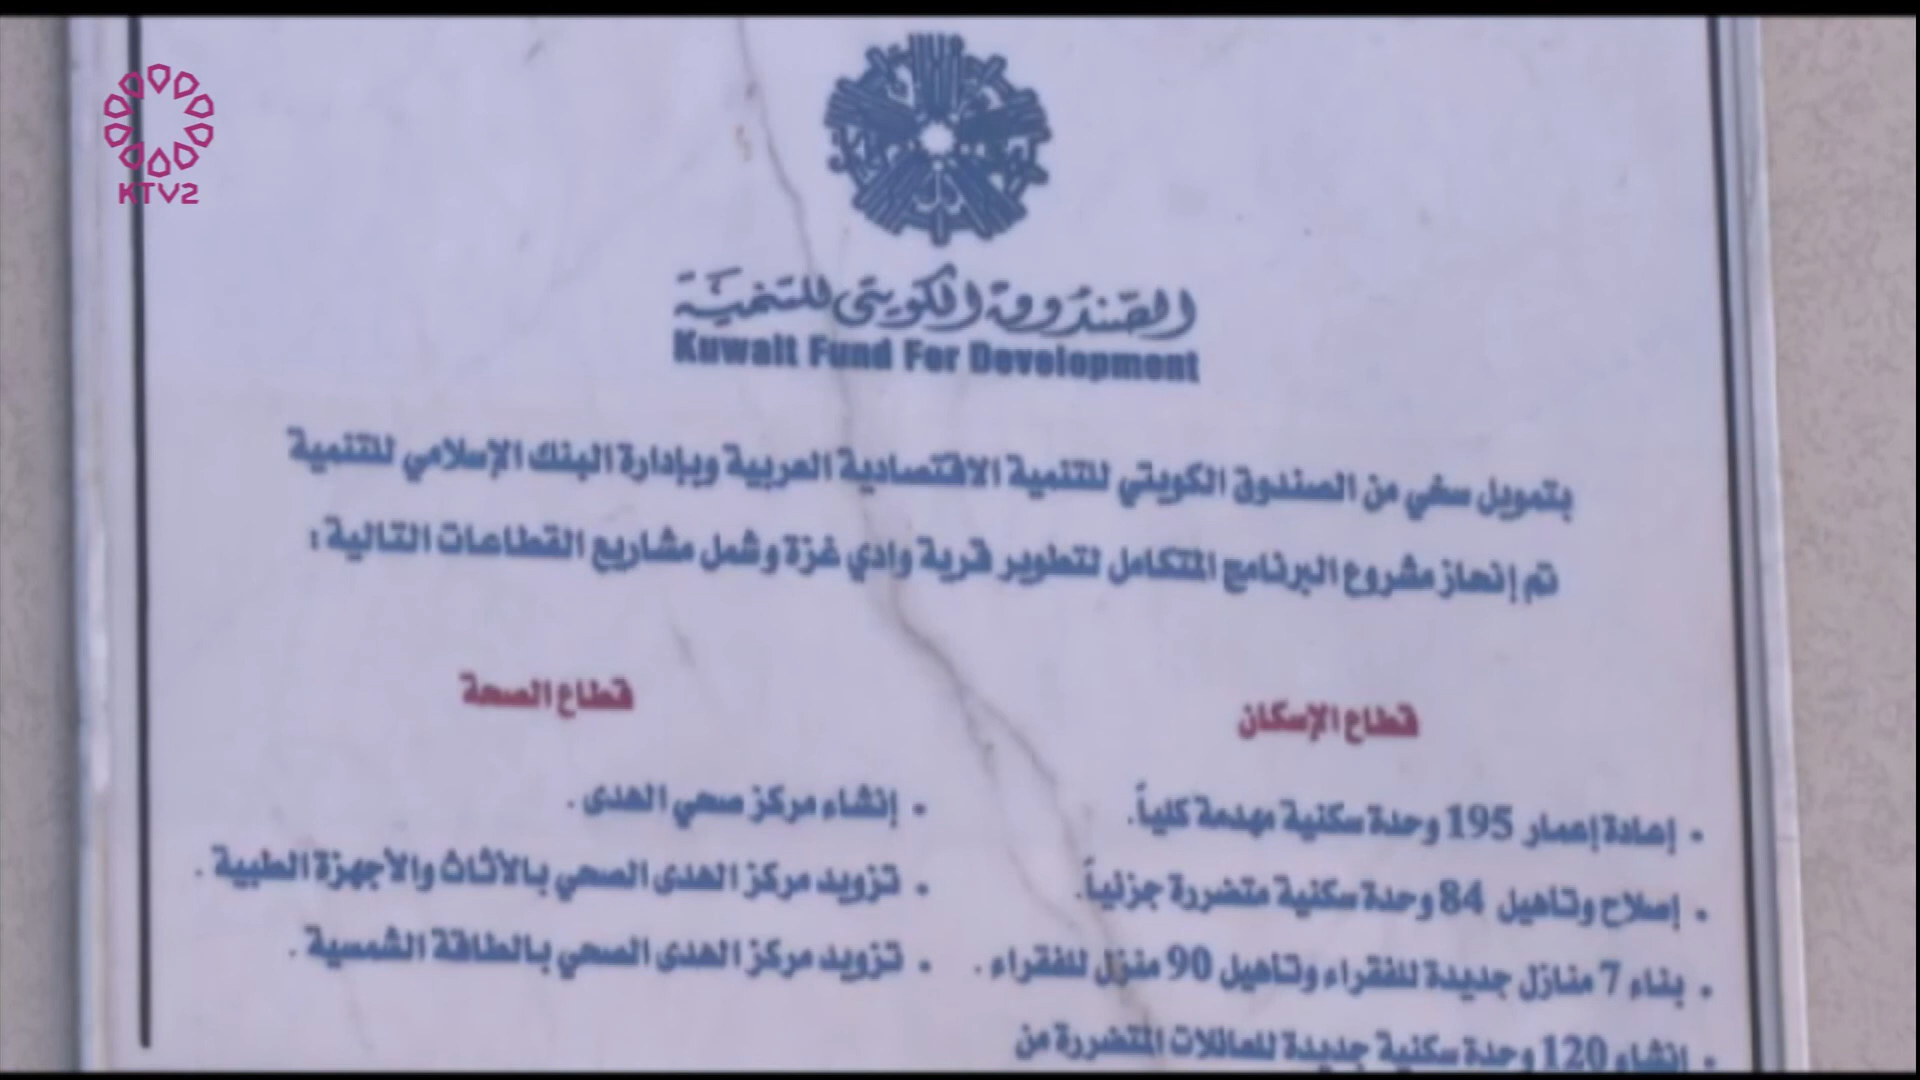 KTV2
الصندوق الكويتي للتنمية
Kuwait Fund For Development
بتمويل سخي من الصندوق الكويتي للتنمية الاقتصادية العربية وبإدارة البنك الإسلامي للتنمية
تم إنجاز مشروع البرنامج المتكامل لتطوير قرية وادي غزة وشمل مشاريع القطاعات التالية :
قطاع الإسكان
• إعادة إعمار 195 وحدة سكنية مهدمة كلياً.
• إصلاح وتأهيل 84 وحدة سكنية متضررة جزئياً.
• بناء 7 منازل جديدة للفقراء وتأهيل 90 منزل للفقراء .
• إنشاء 120 وحدة سكنية جديدة للعائلات المتضررة من
قطاع الصحة
• إنشاء مركز صحي الهدى .
• تزويد مركز الهدى الصحي بالأثاث والأجهزة الطبية .
• تزويد مركز الهدى الصحي بالطاقة الشمسية .